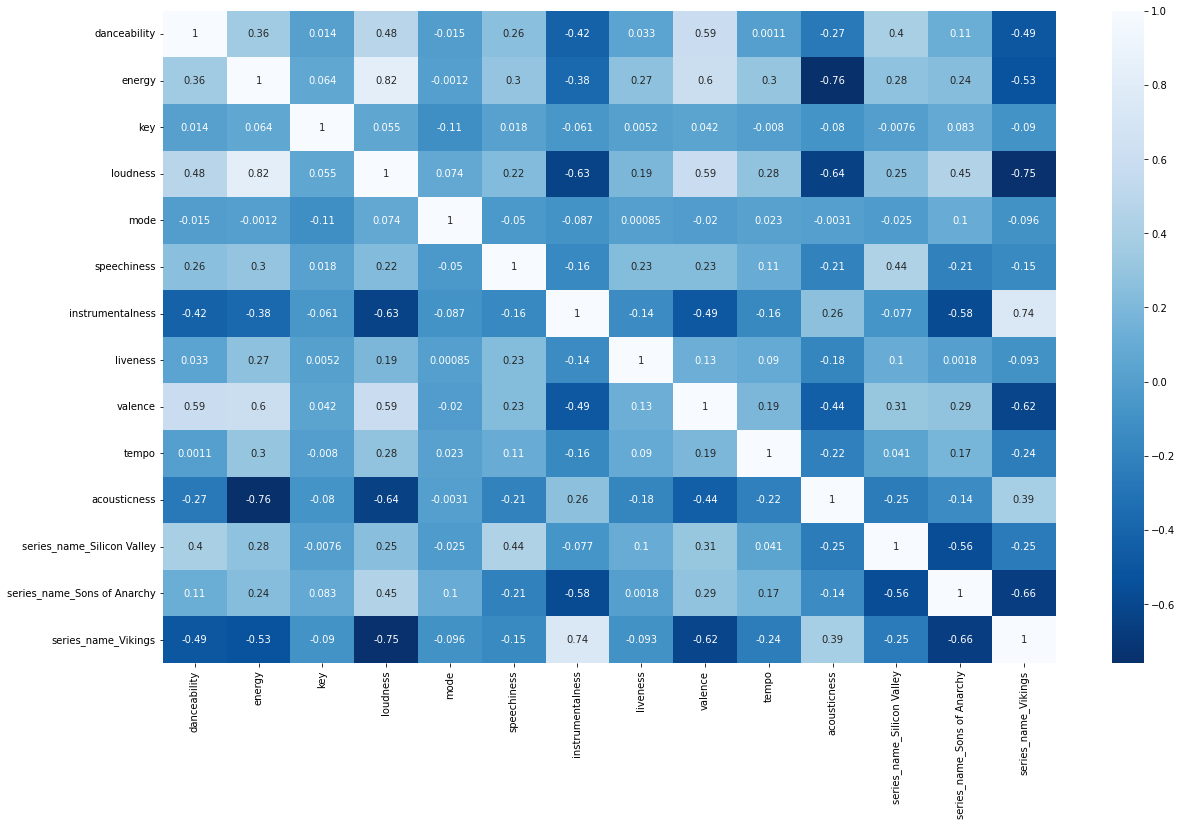 danceability 1 0.36 0.014 0.48 -0.015 0.26 -0.42 0.033 0.59 0.0011 -0.27 0.4 0.11 -0.49
energy 0.36 1 0.064 0.82 -0.0012 0.3 -0.38 0.27 0.6 0.3 -0.76 0.28 0.24 -0.53
key 0.014 0.064 1 0.055 -0.11 0.018 -0.061 0.0052 0.042 -0.008 -0.08 -0.0076 0.083 -0.09
loudness 0.48 0.82 0.055 1 0.074 0.22 -0.63 0.19 0.59 0.28 -0.64 0.25 0.45 -0.75
mode -0.015 -0.0012 -0.11 0.074 1 -0.05 -0.087 0.00085 -0.02 0.023 -0.0031 -0.025 0.1 -0.096
speechiness 0.26 0.3 0.018 0.22 -0.05 1 -0.16 0.23 0.23 0.11 -0.21 0.44 -0.21 -0.15
instrumentalness -0.42 -0.38 -0.061 -0.63 -0.087 -0.16 1 -0.14 -0.49 -0.16 0.26 -0.077 -0.58 0.74
liveness 0.033 0.27 0.0052 0.19 0.00085 0.23 -0.14 1 0.13 0.09 -0.18 0.1 0.0018 -0.093
valence 0.59 0.6 0.042 0.59 -0.02 0.23 -0.49 0.13 1 0.19 -0.44 0.31 0.29 -0.62
tempo 0.0011 0.3 -0.008 0.28 0.023 0.11 -0.16 0.09 0.19 1 -0.22 0.041 0.17 -0.24
acousticness -0.27 -0.76 -0.08 -0.64 -0.0031 -0.21 0.26 -0.18 -0.44 -0.22 1 -0.25 -0.14 0.39
series_name_Silicon Valley 0.4 0.28 -0.0076 0.25 -0.025 0.44 -0.077 0.1 0.31 0.041 -0.25 1 -0.56 -0.25
series_name_Sons of Anarchy 0.11 0.24 0.083 0.45 0.1 -0.21 -0.58 0.0018 0.29 0.17 -0.14 -0.56 1 -0.66
series_name_Vikings -0.49 -0.53 -0.09 -0.75 -0.096 -0.15 0.74 -0.093 -0.62 -0.24 0.39 -0.25 -0.66 1
danceability
energy
key
loudness
mode
speechiness
instrumentalness
liveness
valence
tempo
acousticness
series_name_Silicon Valley
series_name_Sons of Anarchy
series_name_Vikings
1.0
0.8
0.6
0.4
0.2
0.0
−0.2
−0.4
−0.6